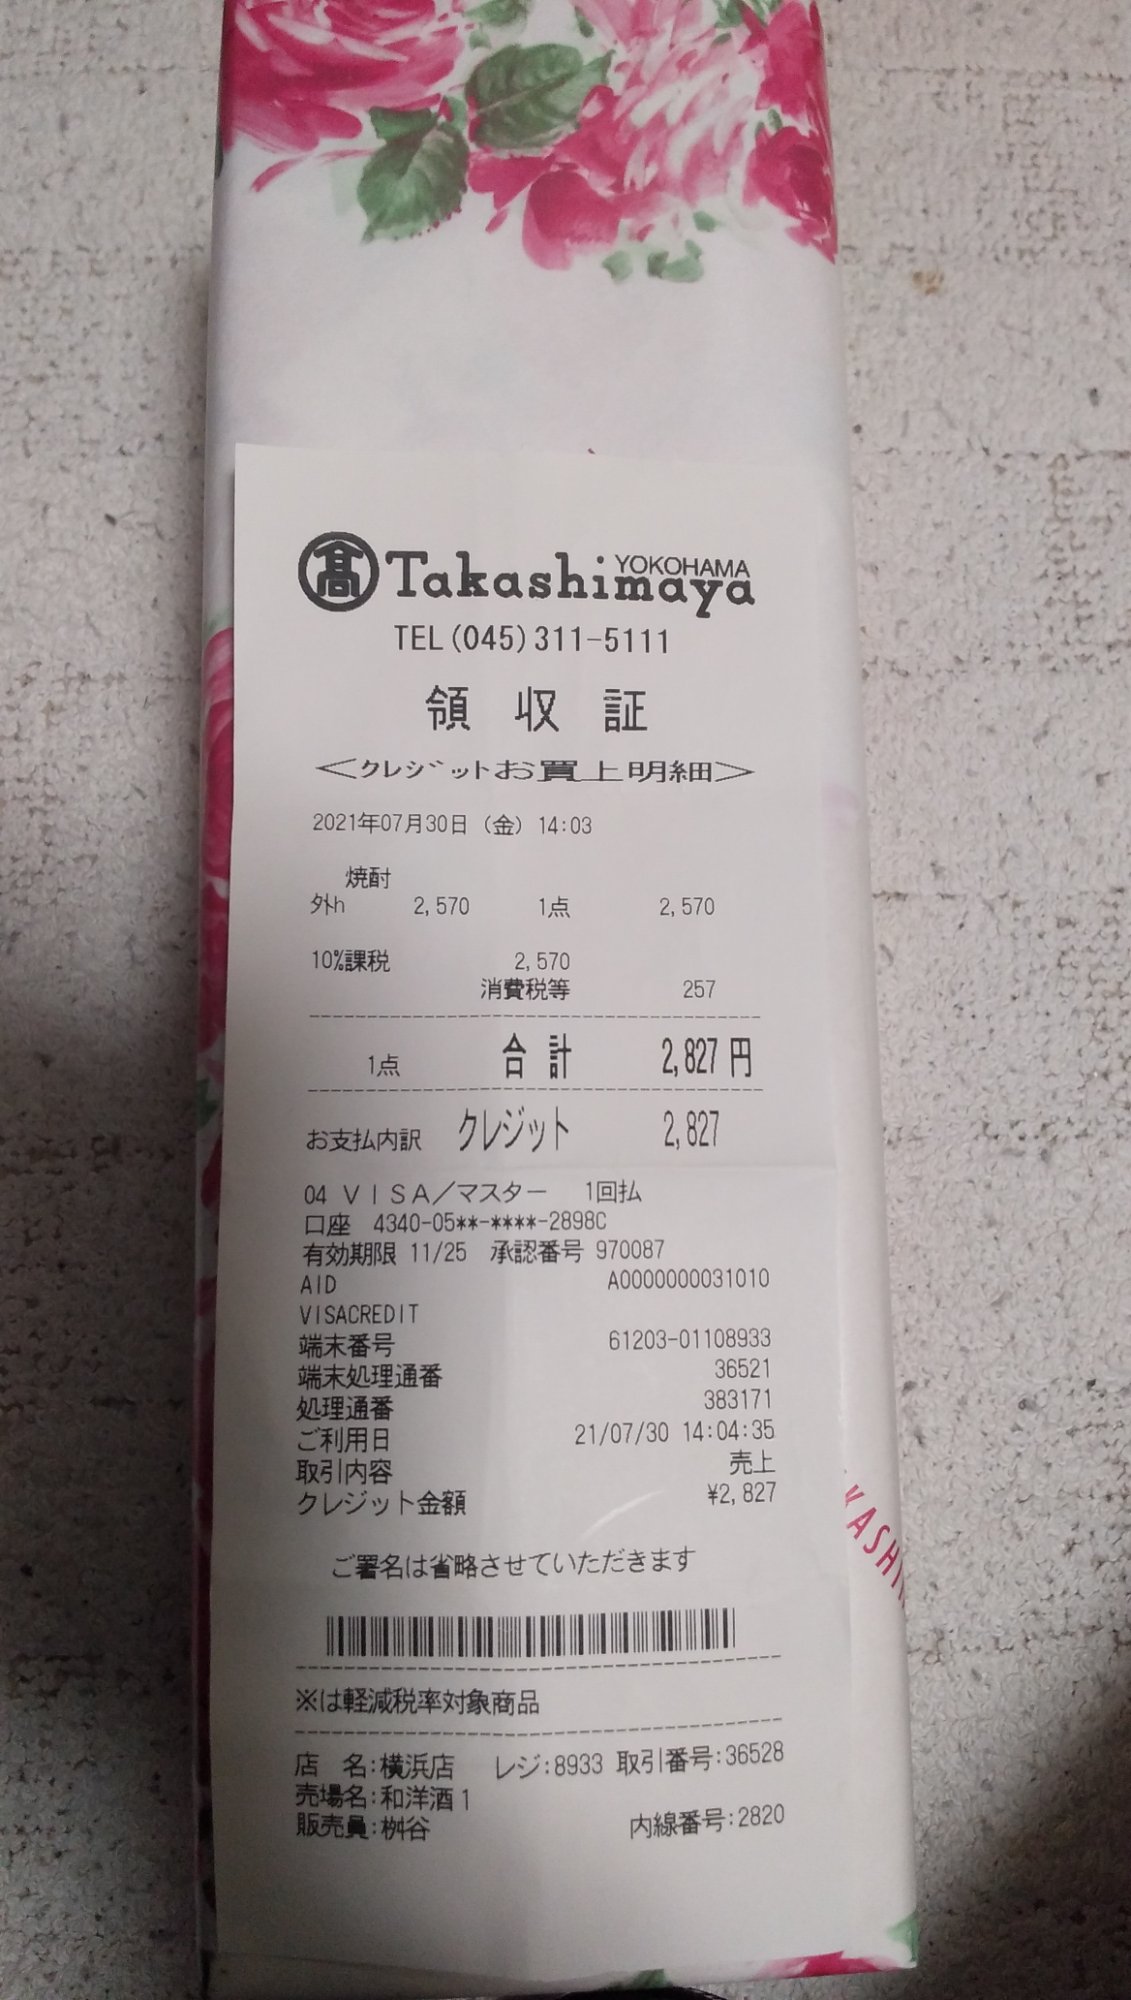 髙 Takashimaya YOKOHAMA
TEL(045)311-5111
領収証
<クレジットお買上明細>
2021年07月30日(金) 14:03
焼酎
外h 2,570 1点 2,570
10%課税 2,570
消費税等 257
1点 合計 2,827円
お支払内訳 クレジット 2,827
04 VISA/マスター 1回払
口座 4340-05**-****-2898C
有効期限 11/25 承認番号 970087
AID A0000000031010
VISACREDIT
端末番号 61203-01108933
端末処理通番 36521
処理通番 383171
ご利用日 21/07/30 14:04:35
取引内容 売上
クレジット金額 ¥2,827
ご署名は省略させていただきます
※は軽減税率対象商品
店 名:横浜店 レジ:8933 取引番号:36528
売場名:和洋酒1
販売員:桝谷 内線番号:2820